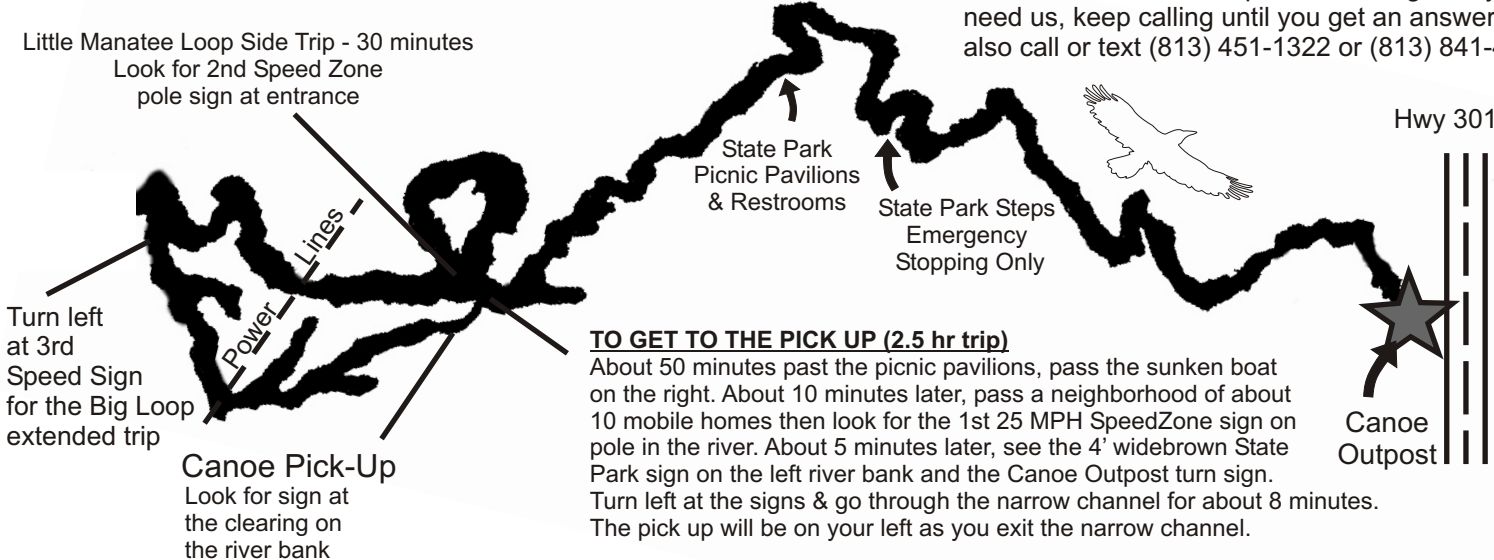 need us, keep calling until you get an answer
also call or text (813) 451-1322 or (813) 841-
Little Manatee Loop Side Trip - 30 minutes
Look for 2nd Speed Zone
pole sign at entrance
Hwy 301
State Park
Picnic Pavilions
& Restrooms
State Park Steps
Emergency
Stopping Only
Power Lines
Turn left
at 3rd
Speed Sign
for the Big Loop
extended trip
Canoe Pick-Up
Look for sign at
the clearing on
the river bank
TO GET TO THE PICK UP (2.5 hr trip)
About 50 minutes past the picnic pavilions, pass the sunken boat
on the right. About 10 minutes later, pass a neighborhood of about
10 mobile homes then look for the 1st 25 MPH SpeedZone sign on
pole in the river. About 5 minutes later, see the 4' widebrown State
Park sign on the left river bank and the Canoe Outpost turn sign.
Turn left at the signs & go through the narrow channel for about 8 minutes.
The pick up will be on your left as you exit the narrow channel.
Canoe
Outpost